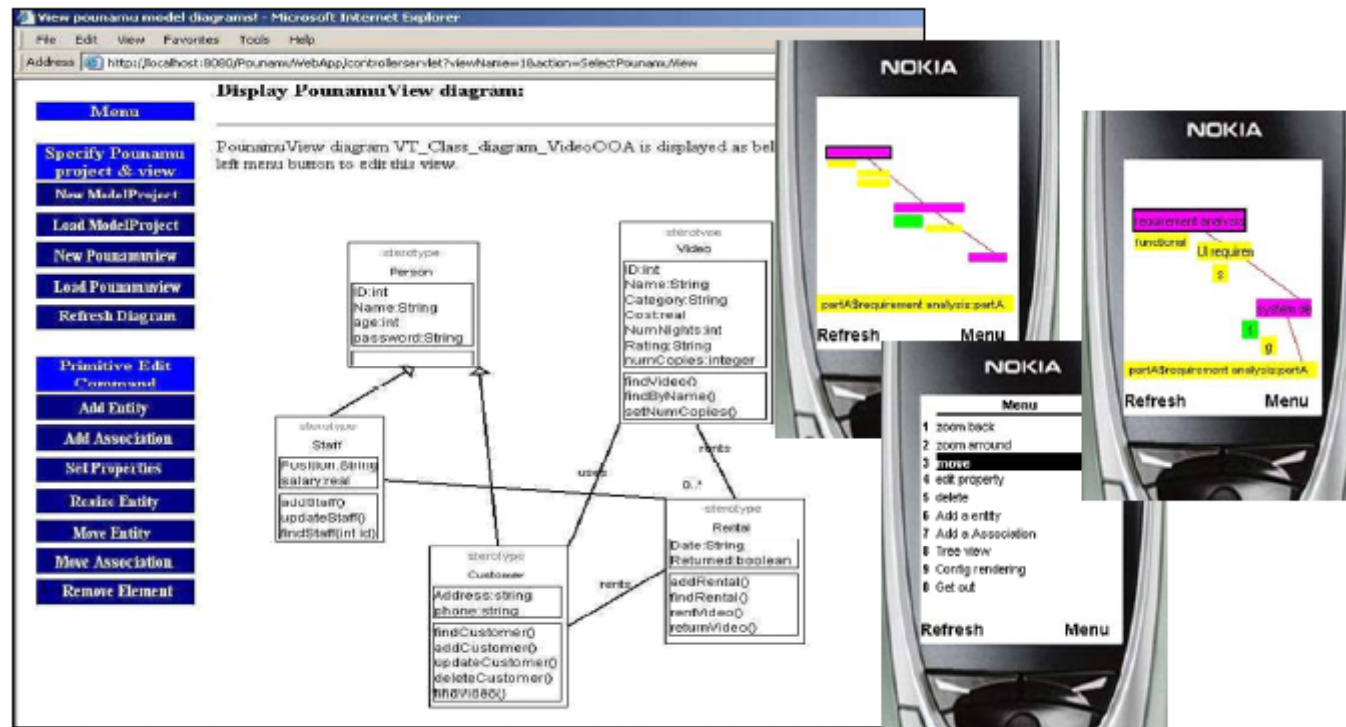 View pounamu model diagrams! - Microsoft Internet Explorer
File Edit View Favorites Tools Help
Address http://localhost:8080/PounamuWebApp/controllerservlet?viewName=1&action=SelectPounamuView
Menu
Specify Pounamu
project & view
New ModelProject
Load ModelProject
New Pounamuview
Load Pounamuview
Refresh Diagram
Primitive Edit
Command
Add Entity
Add Association
Set Properties
Resize Entity
Move Entity
Move Association
Remove Element
Display PounamuView diagram:
PounamuView diagram VT_Class_diagram_VideoOOA is displayed as bel
left menu button to edit this view.
sterotype
Person
ID:int
Name:String
age:int
password:String
sterotype
Video
ID:int
Name:String
Category:String
Cost:real
NumNights:int
Rating:String
numCopies:integer
findVideo()
findByName()
setNumCopies()
sterotype
Staff
Position:String
salary:real
addStaff()
updateStaff()
findStaff(int id)
uses
rents
0..*
sterotype
Rental
Date:String
Returned:boolean
addRental()
findRental()
rentVideo()
returnVideo()
rents
sterotype
Customer
Address:string
phone:string
findCustomer()
addCustomer()
updateCustomer()
deleteCustomer()
findVideo()
NOKIA
partA$requirement analysis:partA
Refresh Menu
NOKIA
requirement analysis
functional
UI requiren
s
system de
f
g
partA$requirement analysis:partA
Refresh Menu
NOKIA
Menu
1 zoom back
2 zoom arround
3 move
4 edit property
5 delete
6 Add a entity
7 Add a Association
8 Tree view
9 Config rendering
0 Get out
Refresh Menu